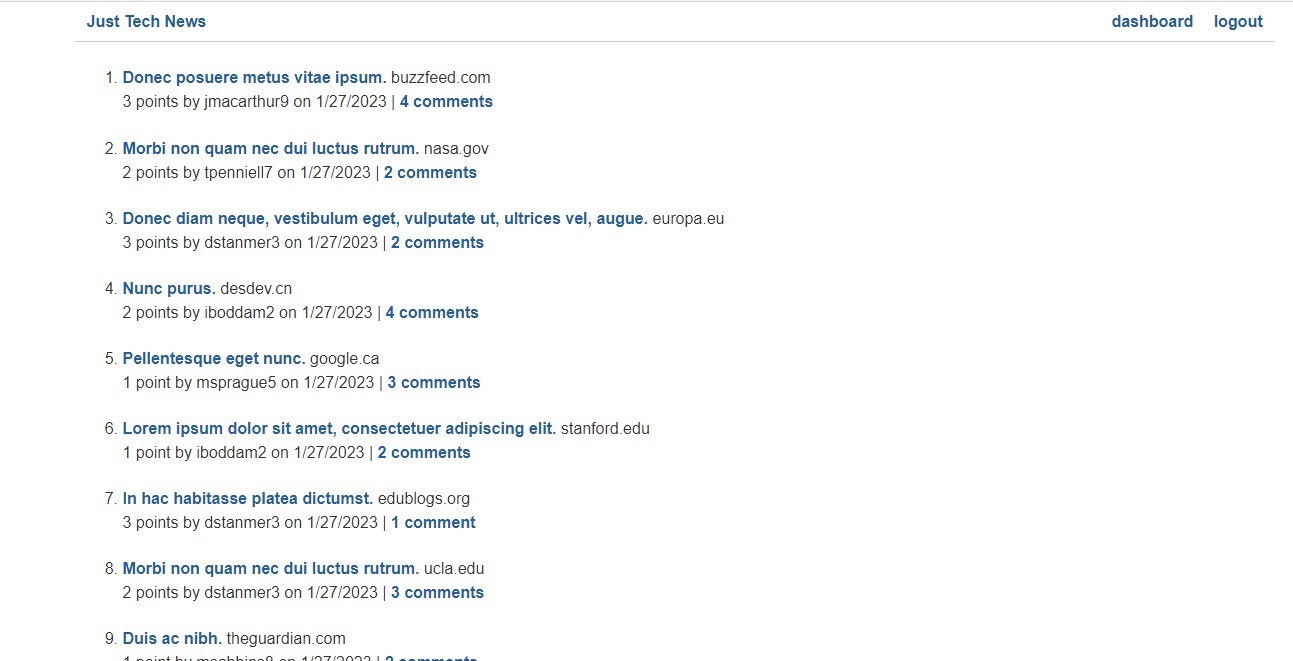 Just Tech News dashboard logout
1. Donec posuere metus vitae ipsum. buzzfeed.com
3 points by jmacarthur9 on 1/27/2023 | 4 comments
2. Morbi non quam nec dui luctus rutrum. nasa.gov
2 points by tpenniell7 on 1/27/2023 | 2 comments
3. Donec diam neque, vestibulum eget, vulputate ut, ultrices vel, augue. europa.eu
3 points by dstanmer3 on 1/27/2023 | 2 comments
4. Nunc purus. desdev.cn
2 points by iboddam2 on 1/27/2023 | 4 comments
5. Pellentesque eget nunc. google.ca
1 point by msprague5 on 1/27/2023 | 3 comments
6. Lorem ipsum dolor sit amet, consectetuer adipiscing elit. stanford.edu
1 point by iboddam2 on 1/27/2023 | 2 comments
7. In hac habitasse platea dictumst. edublogs.org
3 points by dstanmer3 on 1/27/2023 | 1 comment
8. Morbi non quam nec dui luctus rutrum. ucla.edu
2 points by dstanmer3 on 1/27/2023 | 3 comments
9. Duis ac nibh. theguardian.com
1 point by on 1/27/2023 | comments